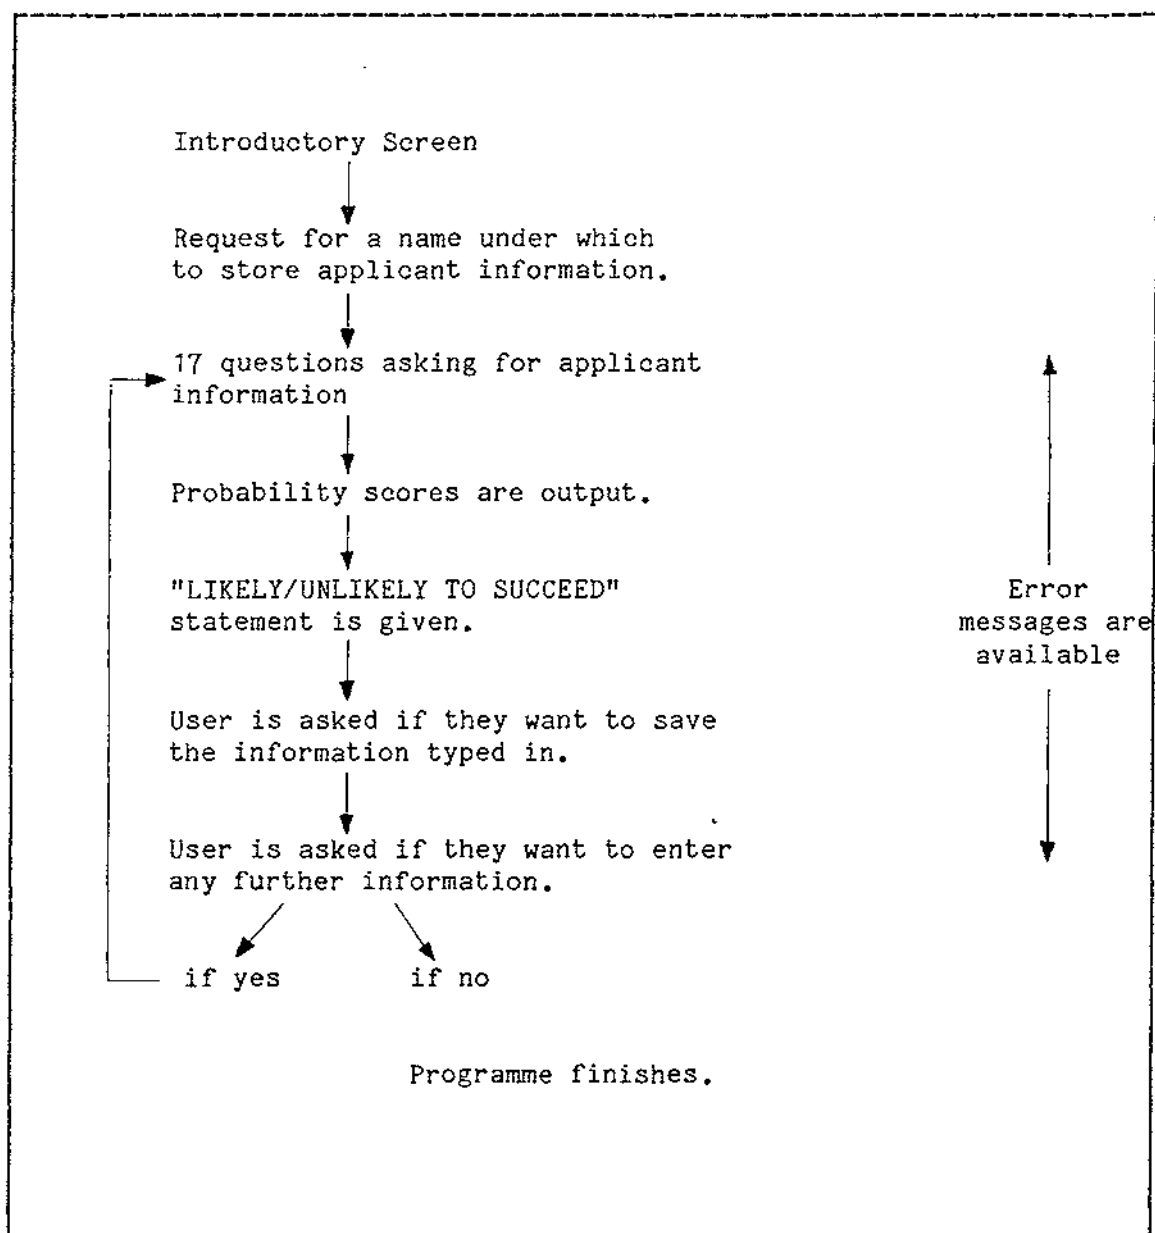 Introductory Screen
Request for a name under which
to store applicant information.
17 questions asking for applicant
information
Probability scores are output.
"LIKELY/UNLIKELY TO SUCCEED"
statement is given.
User is asked if they want to save
the information typed in.
User is asked if they want to enter
any further information.
if yes if no
Programme finishes.
Error
messages are
available